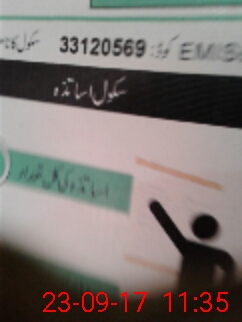 سکول کا نام EMIS کوڈ: 33120569
سکول اساتذہ
اساتذہ کی کل تعداد
23-09-17 11:35